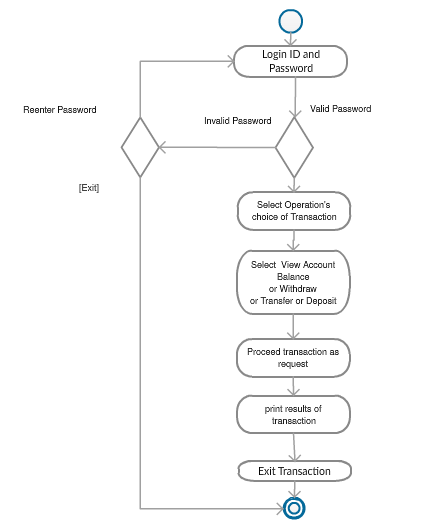 Login ID and
Password
Reenter Password
Invalid Password
Valid Password
[Exit]
Select Operation's
choice of Transaction
Select View Account
Balance
or Withdraw
or Transfer or Deposit
Proceed transaction as
request
print results of
transaction
Exit Transaction